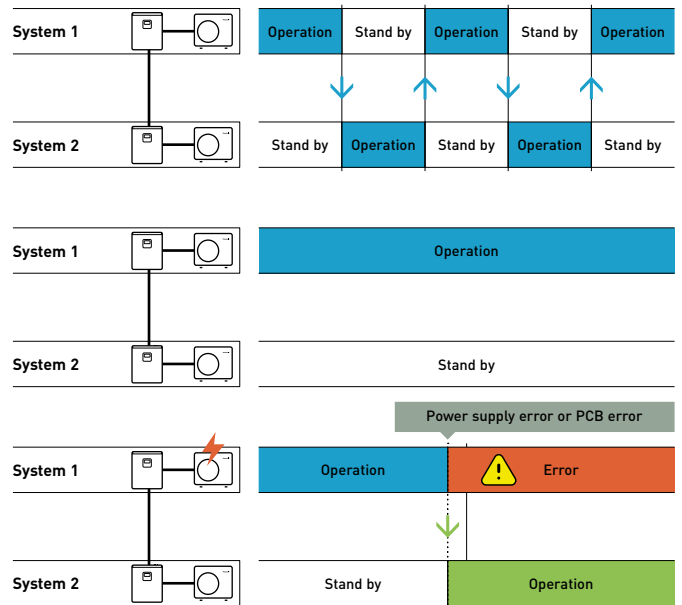 System 1
Operation Stand by Operation Stand by Operation
System 2
Stand by Operation Stand by Operation Stand by
System 1
Operation
System 2
Stand by
Power supply error or PCB error
System 1
Operation ! Error
System 2
Stand by Operation